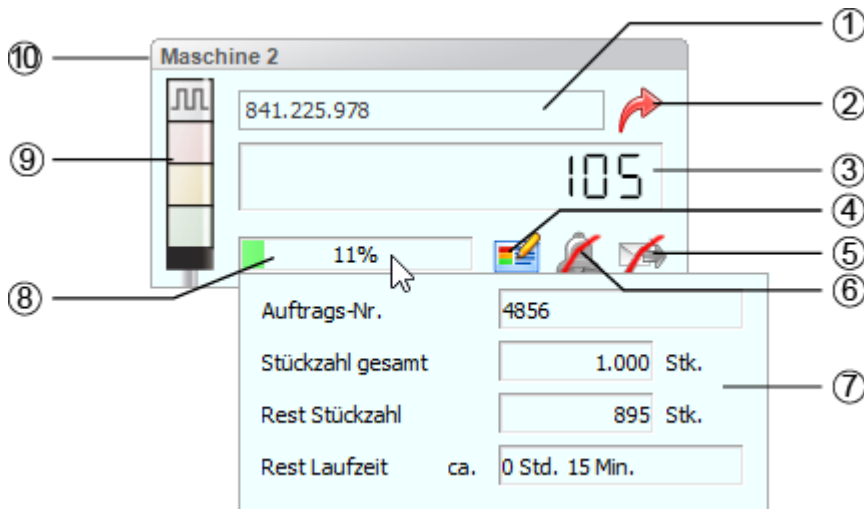 ①
⑩ Maschine 2
841.225.978
②
⑨
105
③
④
11%
⑤
⑧
⑥
Auftrags-Nr. 4856
Stückzahl gesamt 1.000 Stk.
⑦
Rest Stückzahl 895 Stk.
Rest Laufzeit ca. 0 Std. 15 Min.